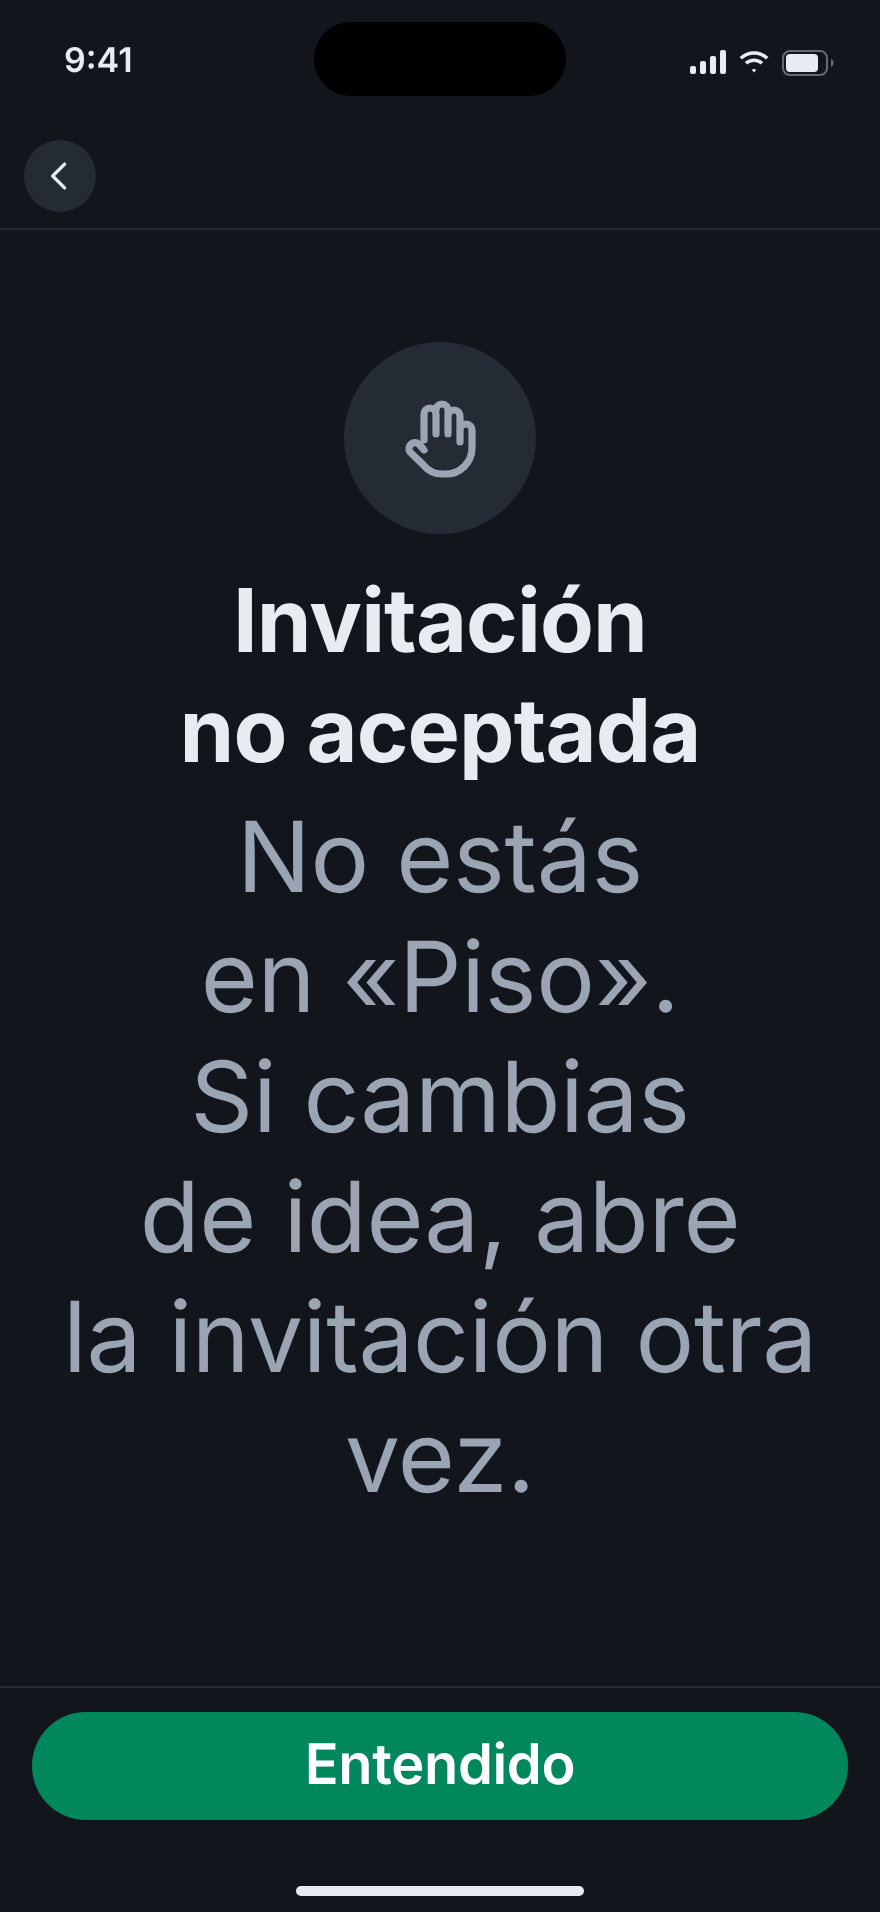 9:41
Invitación
no aceptada
No estás
en «Piso».
Si cambias
de idea, abre
la invitación otra
vez.
Entendido